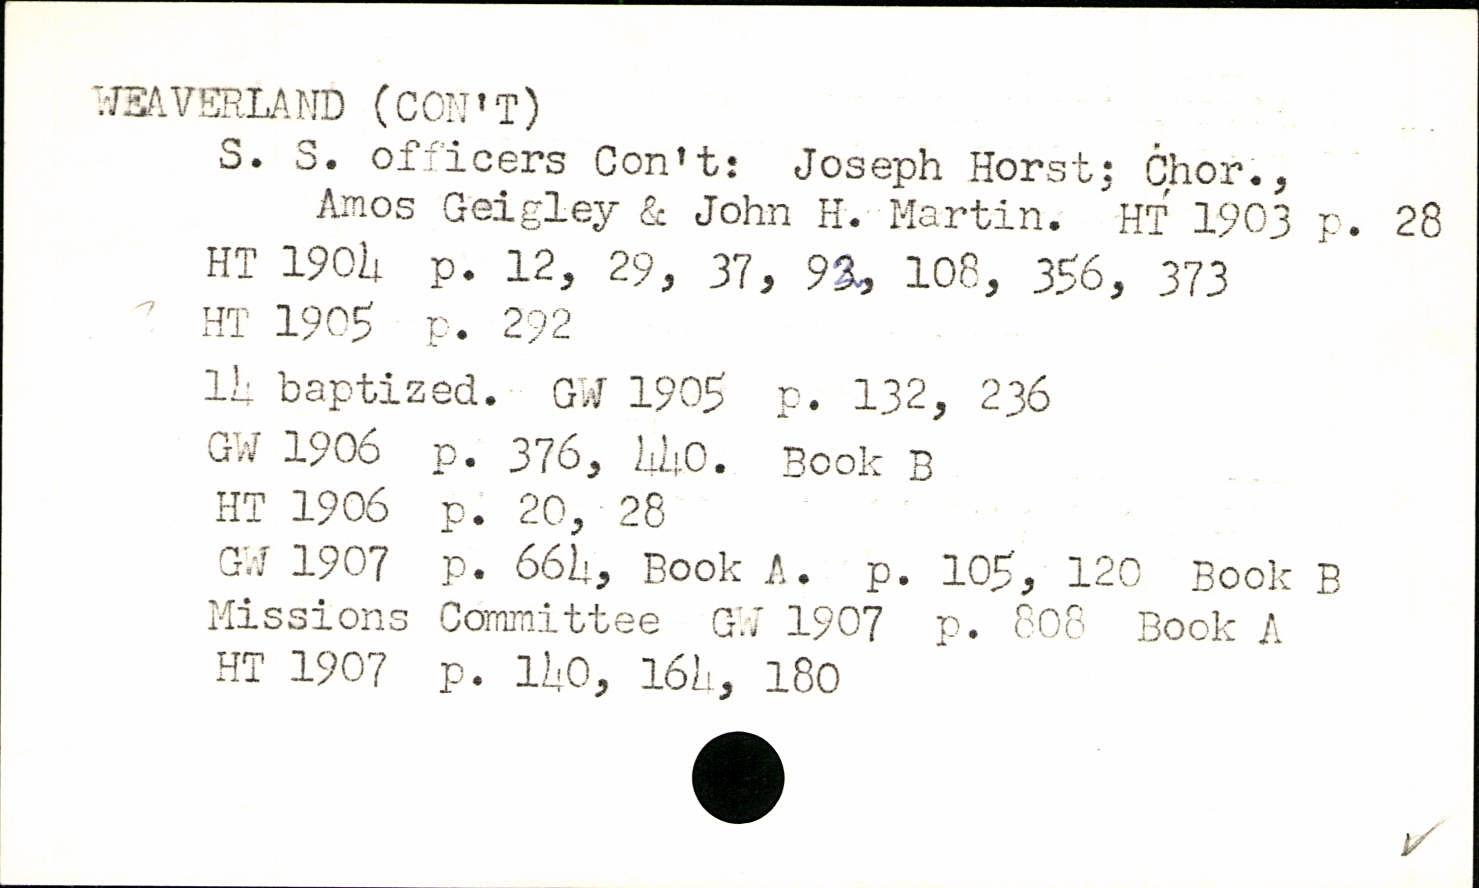 WEAVERLAND (CON'T)
S. S. officers Con't: Joseph Horst; Chor.,
Amos Geigley & John H. Martin. HT 1903 p. 28
HT 1904 p. 12, 29, 37, 92, 108, 356, 373
HT 1905 p. 292
14 baptized. GW 1905 p. 132, 236
GW 1906 p. 376, 440. Book B
HT 1906 p. 20, 28
GW 1907 p. 664, Book A. p. 105, 120 Book B
Missions Committee GW 1907 p. 808 Book A
HT 1907 p. 140, 164, 180